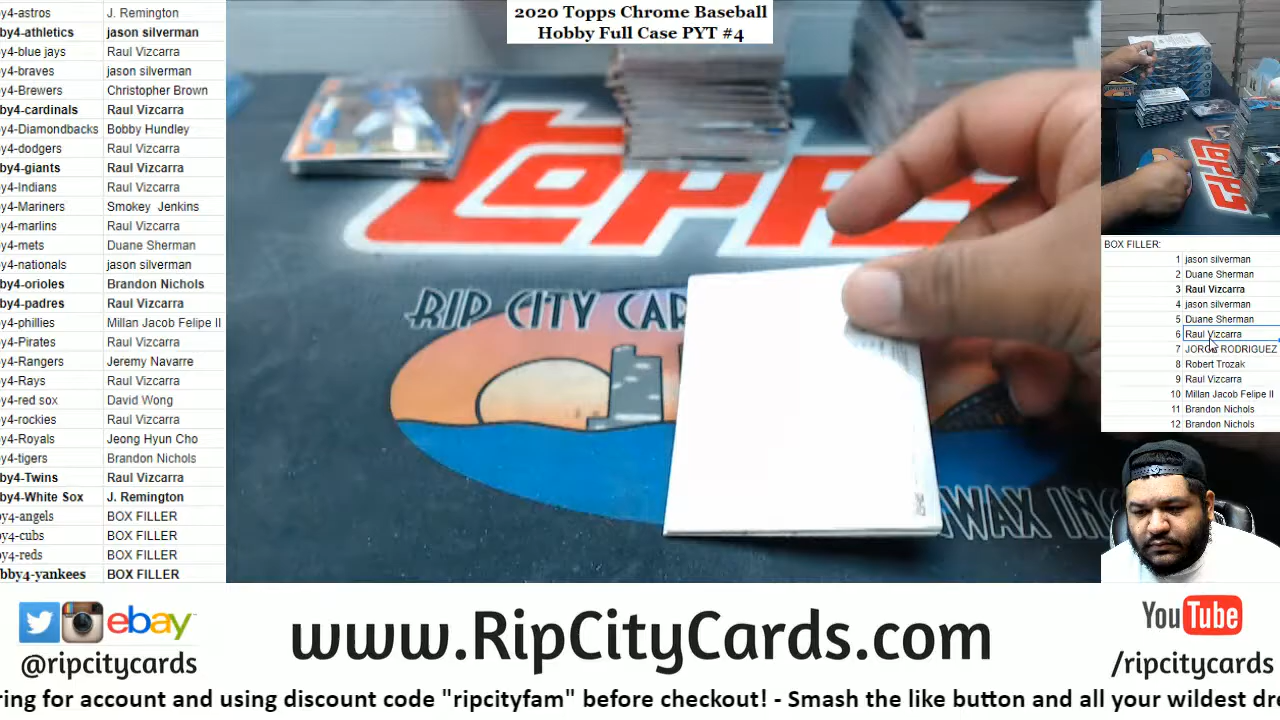 2020 Topps Chrome Baseball
Hobby Full Case PYT #4
y4-astros J. Remington
by4-athletics jason silverman
y4-blue jays Raul Vizcarra
y4-braves jason silverman
y4-Brewers Christopher Brown
by4-cardinals Raul Vizcarra
y4-Diamondbacks Bobby Hundley
y4-dodgers Raul Vizcarra
by4-giants Raul Vizcarra
y4-Indians Raul Vizcarra
y4-Mariners Smokey Jenkins
y4-marlins Raul Vizcarra
y4-mets Duane Sherman
y4-nationals jason silverman
by4-orioles Brandon Nichols
by4-padres Raul Vizcarra
y4-phillies Millan Jacob Felipe II
y4-Pirates Raul Vizcarra
y4-Rangers Jeremy Navarre
y4-Rays Raul Vizcarra
y4-red sox David Wong
y4-rockies Raul Vizcarra
y4-Royals Jeong Hyun Cho
y4-tigers Brandon Nichols
by4-Twins Raul Vizcarra
by4-White Sox J. Remington
y4-angels BOX FILLER
y4-cubs BOX FILLER
y4-reds BOX FILLER
bby4-yankees BOX FILLER
TOPPS
RIP CITY CAR
WAX INC
BOX FILLER:
1 jason silverman
2 Duane Sherman
3 Raul Vizcarra
4 jason silverman
5 Duane Sherman
6 Raul Vizcarra
7 JORGE RODRIGUEZ
8 Robert Trozak
9 Raul Vizcarra
10 Millan Jacob Felipe II
11 Brandon Nichols
12 Brandon Nichols
ebay
@ripcitycards
www.RipCityCards.com
YouTube
/ripcitycards
ring for account and using discount code "ripcityfam" before checkout! - Smash the like button and all your wildest dre